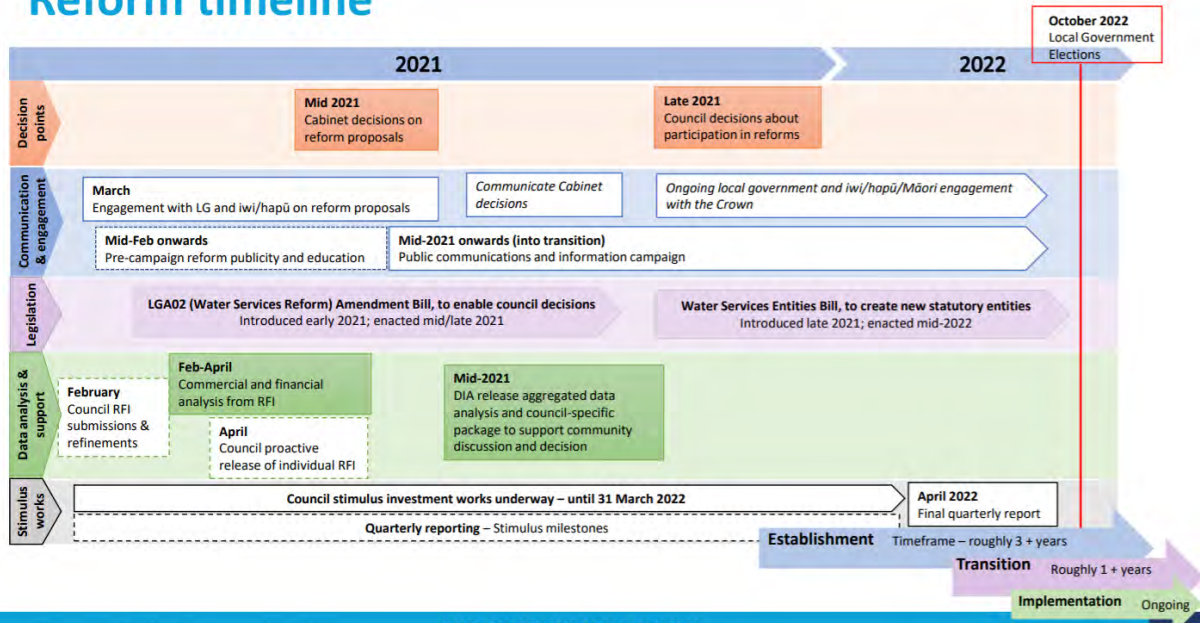 Reform timeline
October 2022
Local Government
Elections
2021
2022
Decision
points
Mid 2021
Cabinet decisions on
reform proposals
Late 2021
Council decisions about
participation in reforms
Communication
& engagement
March
Engagement with LG and iwi/hapū on reform proposals
Communicate Cabinet
decisions
Ongoing local government and iwi/hapū/Māori engagement
with the Crown
Mid-Feb onwards
Pre-campaign reform publicity and education
Mid-2021 onwards (into transition)
Public communications and information campaign
Legislation
LGA02 (Water Services Reform) Amendment Bill, to enable council decisions
Introduced early 2021; enacted mid/late 2021
Water Services Entities Bill, to create new statutory entities
Introduced late 2021; enacted mid-2022
Data analysis &
support
February
Council RFI
submissions &
refinements
Feb-April
Commercial and financial
analysis from RFI
April
Council proactive
release of individual RFI
Mid-2021
DIA release aggregated data
analysis and council-specific
package to support community
discussion and decision
Stimulus
works
Council stimulus investment works underway – until 31 March 2022
Quarterly reporting – Stimulus milestones
April 2022
Final quarterly report
Establishment Timeframe – roughly 3 + years
Transition Roughly 1 + years
Implementation Ongoing